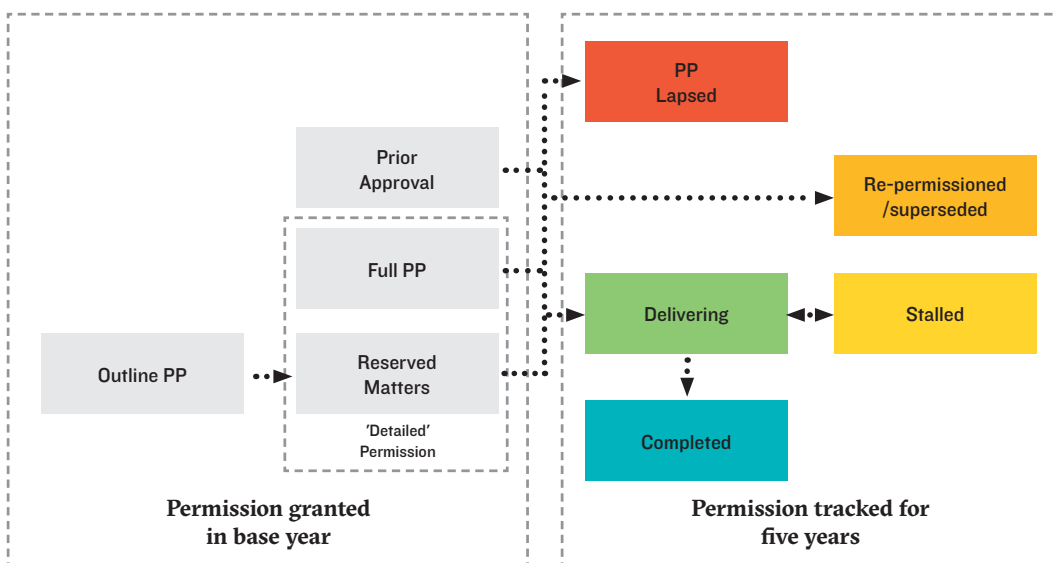 PP
Lapsed
Prior
Approval
Re-permissioned
/superseded
Full PP
Delivering
Stalled
Outline PP
Reserved
Matters
'Detailed'
Permission
Completed
Permission granted
in base year
Permission tracked for
five years